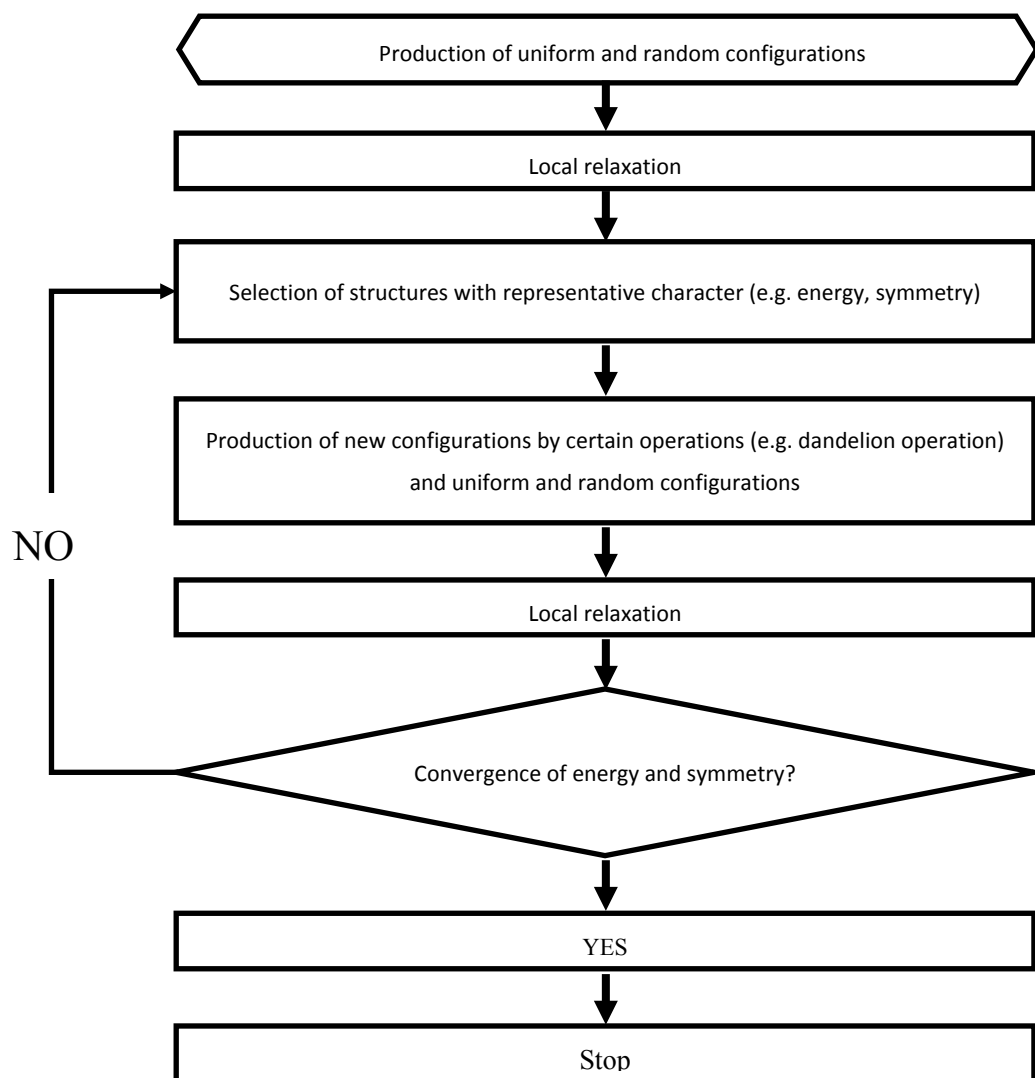 Production of uniform and random configurations
Local relaxation
Selection of structures with representative character (e.g. energy, symmetry)
Production of new configurations by certain operations (e.g. dandelion operation)
and uniform and random configurations
NO
Local relaxation
Convergence of energy and symmetry?
YES
Stop